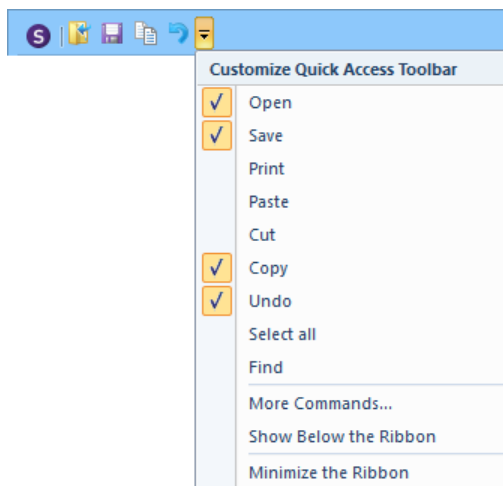 S
Customize Quick Access Toolbar
Open
Save
Print
Paste
Cut
Copy
Undo
Select all
Find
More Commands...
Show Below the Ribbon
Minimize the Ribbon